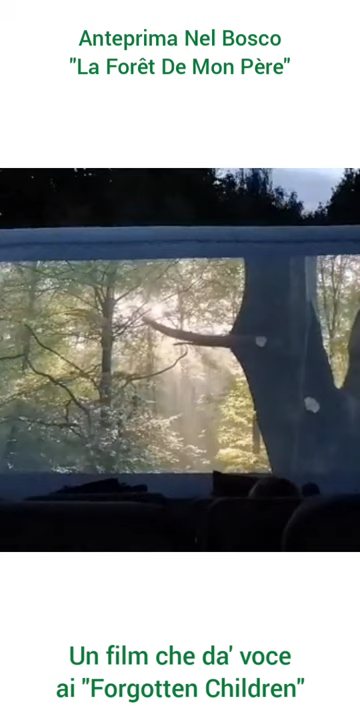 Anteprima Nel Bosco
"La Forêt De Mon Père"
Un film che da' voce
ai "Forgotten Children"